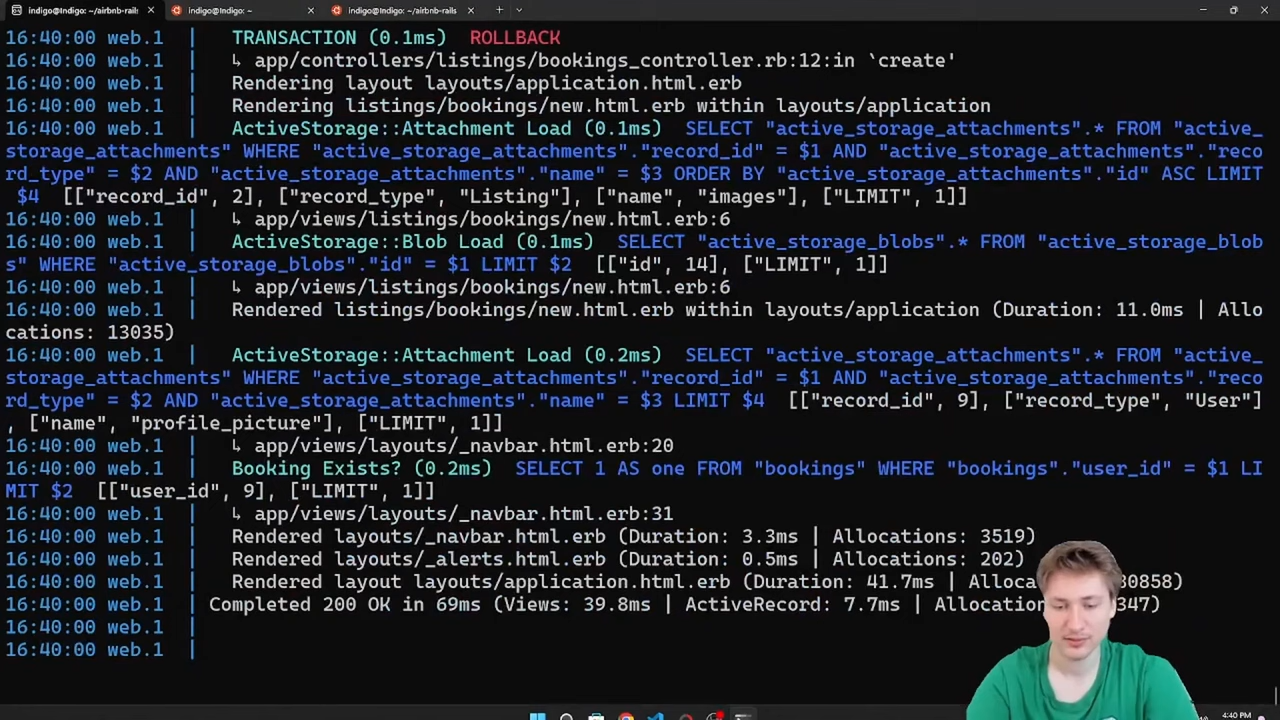 indigo@Indigo: ~/airbnb-rails
indigo@Indigo: ~
indigo@Indigo: ~/airbnb-rails
16:40:00 web.1  |   TRANSACTION (0.1ms)  ROLLBACK
16:40:00 web.1  |   ↳ app/controllers/listings/bookings_controller.rb:12:in `create'
16:40:00 web.1  |   Rendering layout layouts/application.html.erb
16:40:00 web.1  |   Rendering listings/bookings/new.html.erb within layouts/application
16:40:00 web.1  |   ActiveStorage::Attachment Load (0.1ms)  SELECT "active_storage_attachments".* FROM "active_
storage_attachments" WHERE "active_storage_attachments"."record_id" = $1 AND "active_storage_attachments"."reco
rd_type" = $2 AND "active_storage_attachments"."name" = $3 ORDER BY "active_storage_attachments"."id" ASC LIMIT
 $4  [["record_id", 2], ["record_type", "Listing"], ["name", "images"], ["LIMIT", 1]]
16:40:00 web.1  |   ↳ app/views/listings/bookings/new.html.erb:6
16:40:00 web.1  |   ActiveStorage::Blob Load (0.1ms)  SELECT "active_storage_blobs".* FROM "active_storage_blob
s" WHERE "active_storage_blobs"."id" = $1 LIMIT $2  [["id", 14], ["LIMIT", 1]]
16:40:00 web.1  |   ↳ app/views/listings/bookings/new.html.erb:6
16:40:00 web.1  |   Rendered listings/bookings/new.html.erb within layouts/application (Duration: 11.0ms | Allo
cations: 13035)
16:40:00 web.1  |   ActiveStorage::Attachment Load (0.2ms)  SELECT "active_storage_attachments".* FROM "active_
storage_attachments" WHERE "active_storage_attachments"."record_id" = $1 AND "active_storage_attachments"."reco
rd_type" = $2 AND "active_storage_attachments"."name" = $3 LIMIT $4  [["record_id", 9], ["record_type", "User"]
, ["name", "profile_picture"], ["LIMIT", 1]]
16:40:00 web.1  |   ↳ app/views/layouts/_navbar.html.erb:20
16:40:00 web.1  |   Booking Exists? (0.2ms)  SELECT 1 AS one FROM "bookings" WHERE "bookings"."user_id" = $1 LI
MIT $2  [["user_id", 9], ["LIMIT", 1]]
16:40:00 web.1  |   ↳ app/views/layouts/_navbar.html.erb:31
16:40:00 web.1  |   Rendered layouts/_navbar.html.erb (Duration: 3.3ms | Allocations: 3519)
16:40:00 web.1  |   Rendered layouts/_alerts.html.erb (Duration: 0.5ms | Allocations: 202)
16:40:00 web.1  |   Rendered layout layouts/application.html.erb (Duration: 41.7ms | 
16:40:00 web.1  | Completed 200 OK in 69ms (Views: 39.8ms | ActiveRecord: 7.7ms |
16:40:00 web.1  |
16:40:00 web.1  |
4:40 PM